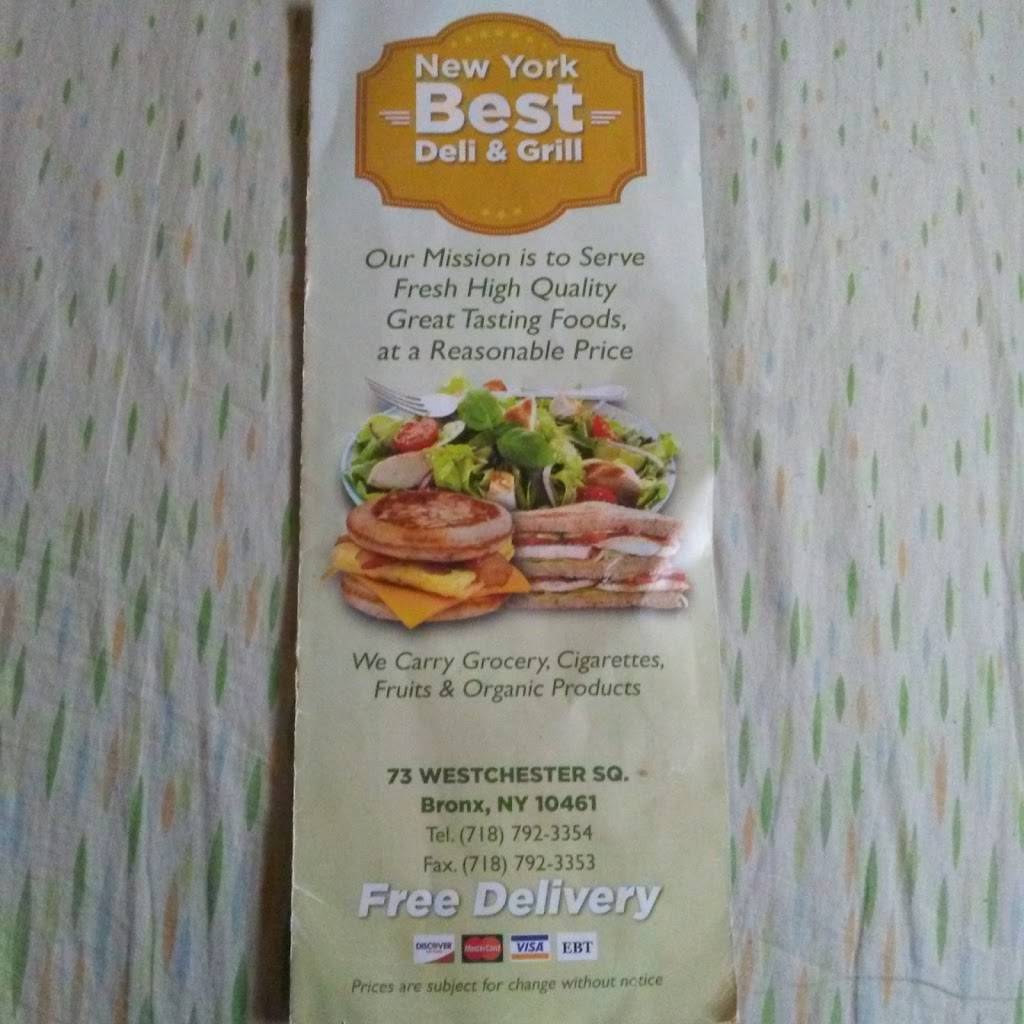 New York
Best
Deli & Grill
Our Mission is to Serve
Fresh High Quality
Great Tasting Foods,
at a Reasonable Price
We Carry Grocery, Cigarettes,
Fruits & Organic Products
73 WESTCHESTER SQ.
Bronx, NY 10461
Tel. (718) 792-3354
Fax. (718) 792-3353
Free Delivery
DISCOVER MasterCard VISA EBT
Prices are subject for change without notice